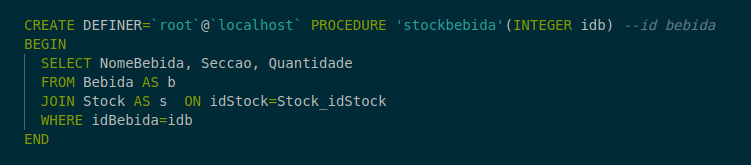 CREATE DEFINER=`root`@`localhost` PROCEDURE 'stockbebida'(INTEGER idb) --id bebida
BEGIN
SELECT NomeBebida, Seccao, Quantidade
FROM Bebida AS b
JOIN Stock AS s  ON idStock=Stock_idStock
WHERE idBebida=idb
END